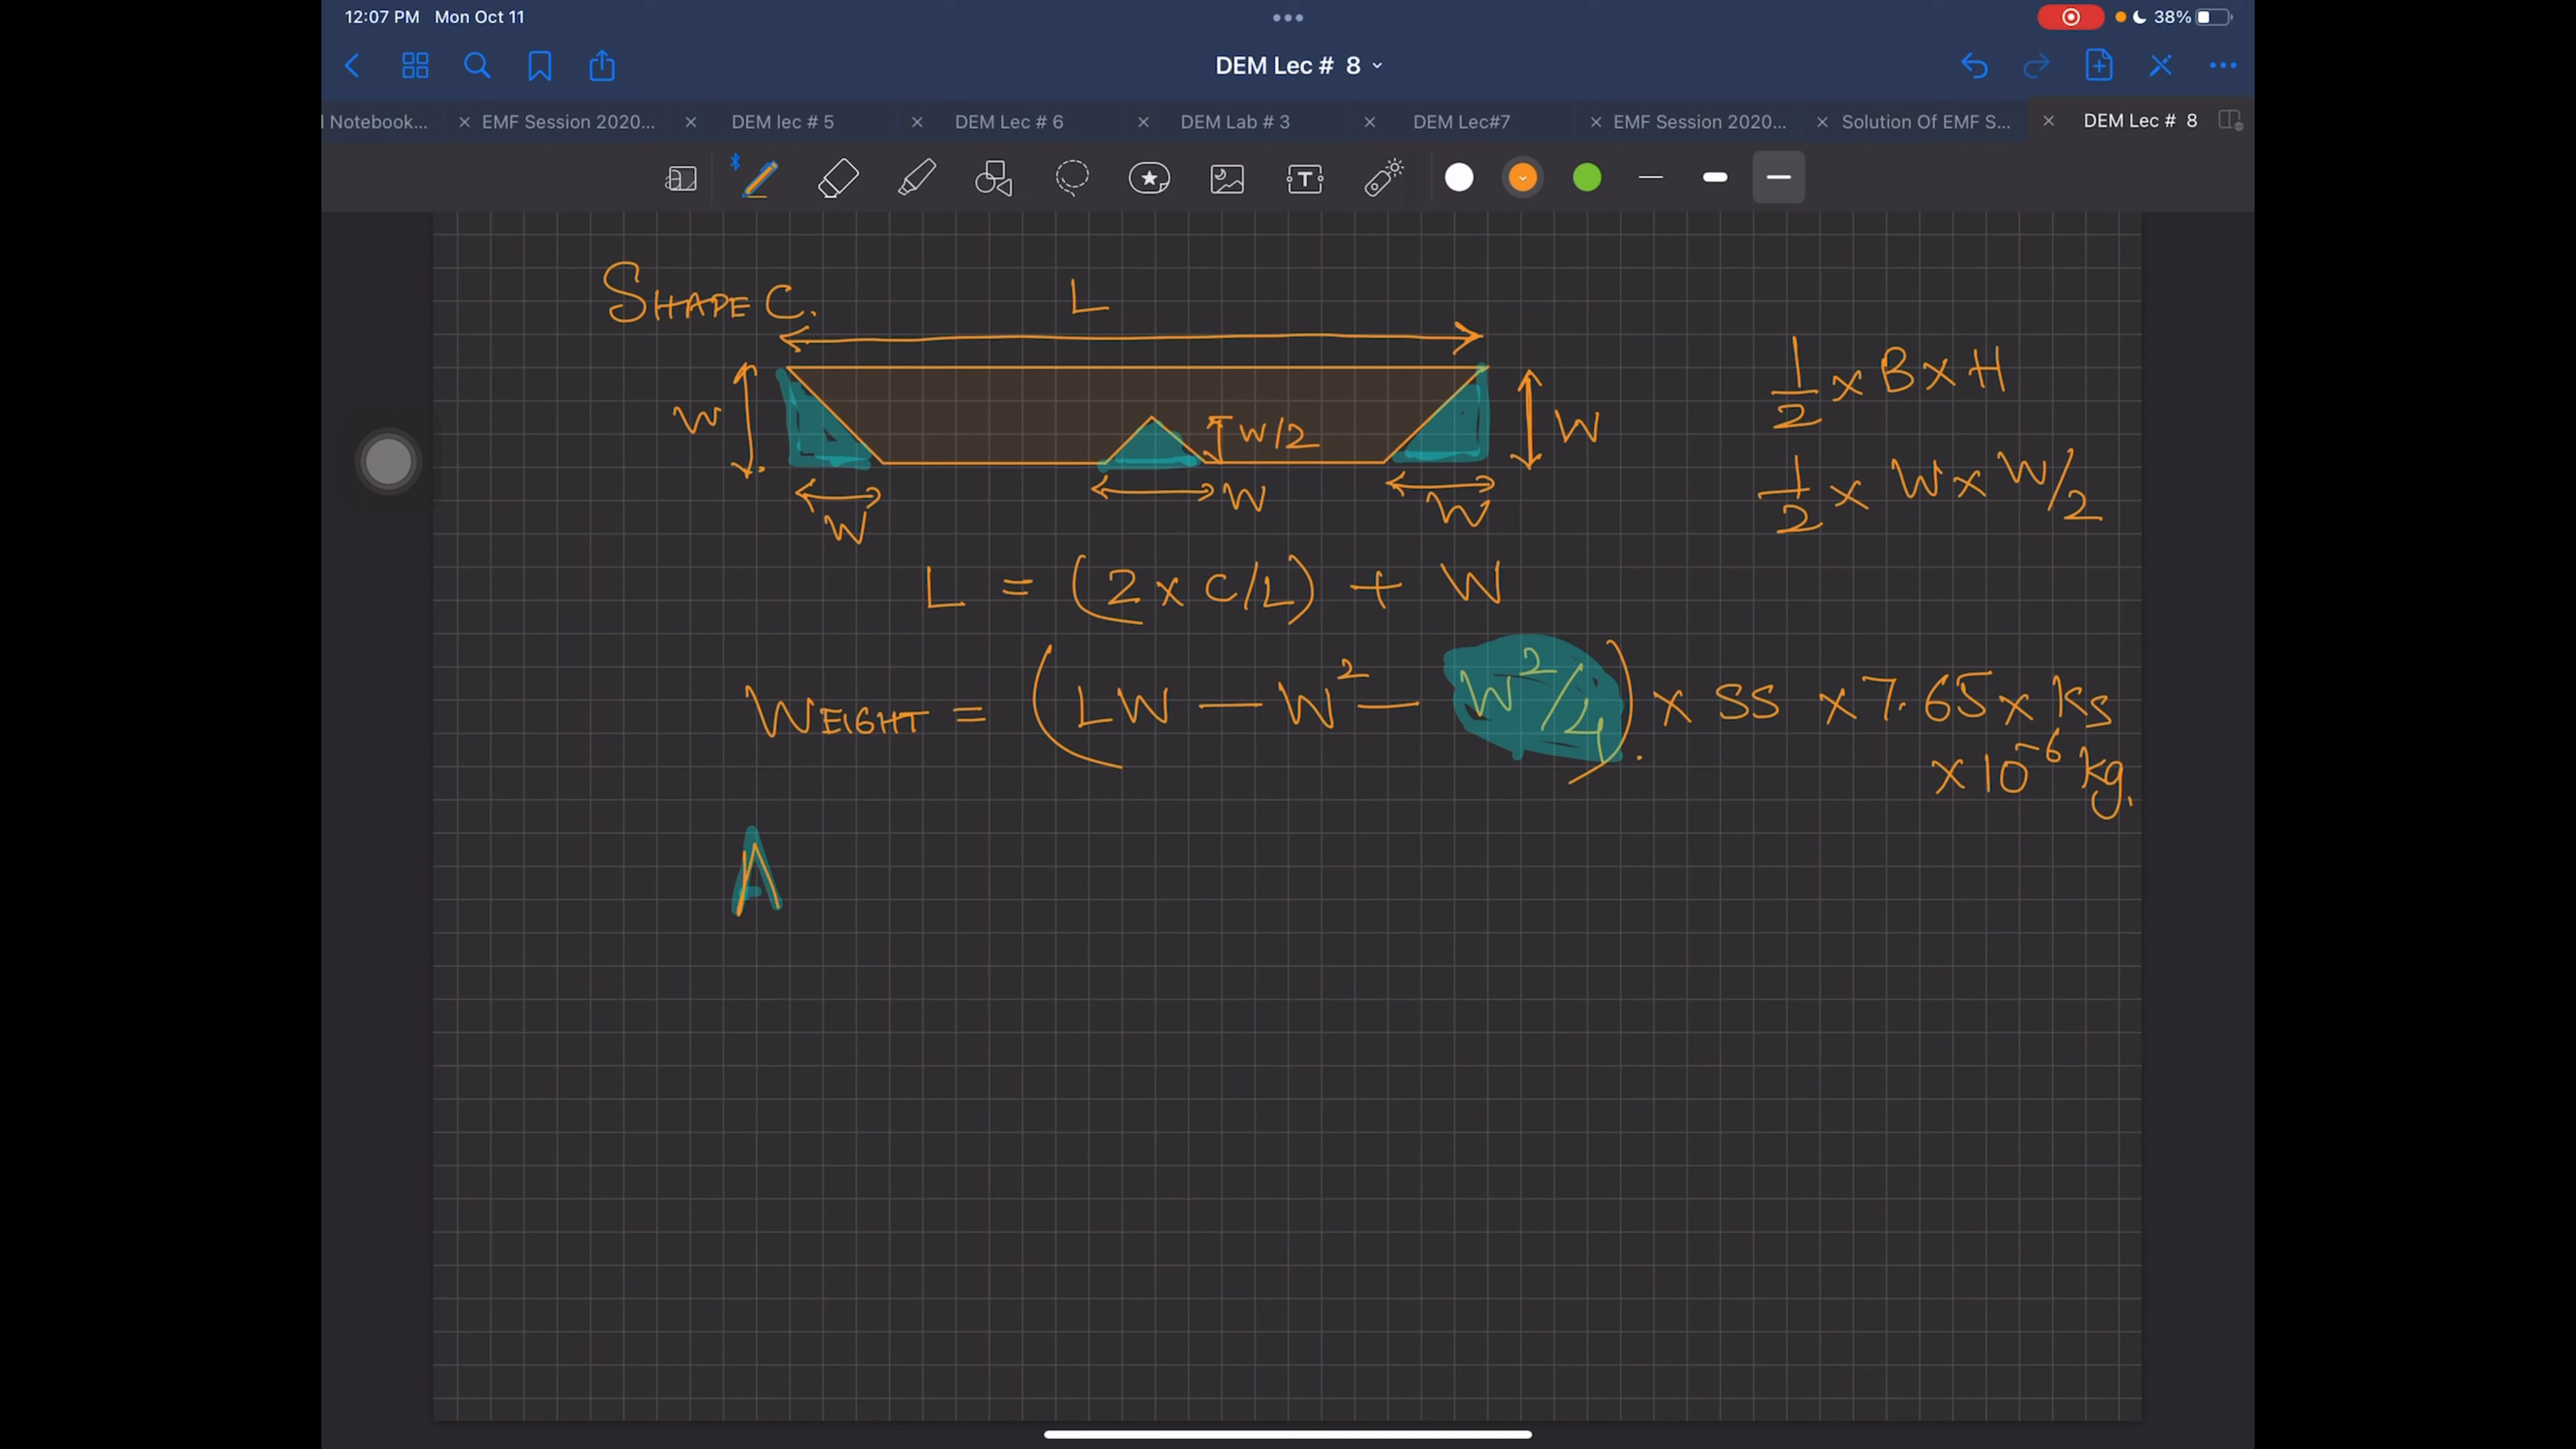 12:07 PM Mon Oct 11
38%
DEM Lec # 8
l Notebook... EMF Session 2020... DEM lec # 5 DEM Lec # 6 DEM Lab # 3 DEM Lec#7 EMF Session 2020... Solution Of EMF S... DEM Lec # 8
SHAPE C.
L
W
W/2
W
W
W
W
1/2 x B x H
1/2 x W x W/2
L = (2 x C/L) + W
WEIGHT = (LW — W² — W²/4). x SS x 7.65 x Ks
x 10⁻⁶ kg.
A